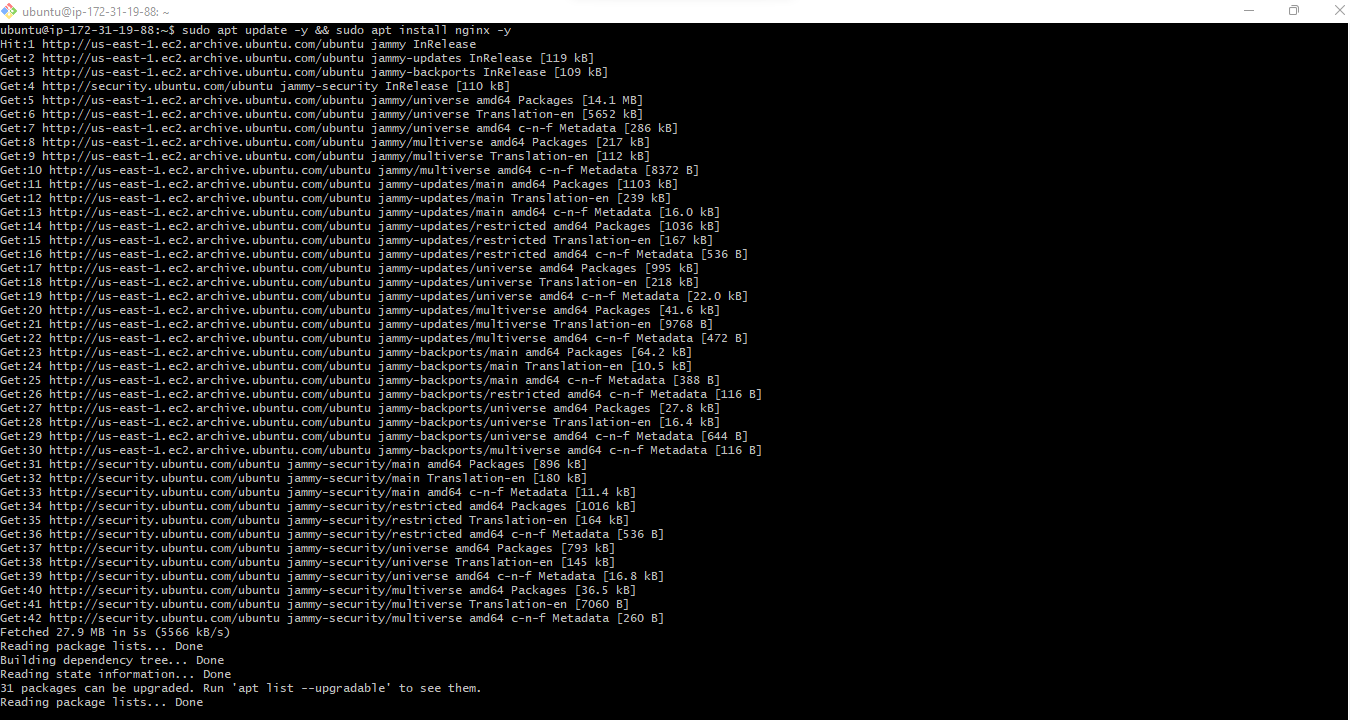 ubuntu@ip-172-31-19-88: ~
ubuntu@ip-172-31-19-88:~$ sudo apt update -y && sudo apt install nginx -y
Hit:1 http://us-east-1.ec2.archive.ubuntu.com/ubuntu jammy InRelease
Get:2 http://us-east-1.ec2.archive.ubuntu.com/ubuntu jammy-updates InRelease [119 kB]
Get:3 http://us-east-1.ec2.archive.ubuntu.com/ubuntu jammy-backports InRelease [109 kB]
Get:4 http://security.ubuntu.com/ubuntu jammy-security InRelease [110 kB]
Get:5 http://us-east-1.ec2.archive.ubuntu.com/ubuntu jammy/universe amd64 Packages [14.1 MB]
Get:6 http://us-east-1.ec2.archive.ubuntu.com/ubuntu jammy/universe Translation-en [5652 kB]
Get:7 http://us-east-1.ec2.archive.ubuntu.com/ubuntu jammy/universe amd64 c-n-f Metadata [286 kB]
Get:8 http://us-east-1.ec2.archive.ubuntu.com/ubuntu jammy/multiverse amd64 Packages [217 kB]
Get:9 http://us-east-1.ec2.archive.ubuntu.com/ubuntu jammy/multiverse Translation-en [112 kB]
Get:10 http://us-east-1.ec2.archive.ubuntu.com/ubuntu jammy/multiverse amd64 c-n-f Metadata [8372 B]
Get:11 http://us-east-1.ec2.archive.ubuntu.com/ubuntu jammy-updates/main amd64 Packages [1103 kB]
Get:12 http://us-east-1.ec2.archive.ubuntu.com/ubuntu jammy-updates/main Translation-en [239 kB]
Get:13 http://us-east-1.ec2.archive.ubuntu.com/ubuntu jammy-updates/main amd64 c-n-f Metadata [16.0 kB]
Get:14 http://us-east-1.ec2.archive.ubuntu.com/ubuntu jammy-updates/restricted amd64 Packages [1036 kB]
Get:15 http://us-east-1.ec2.archive.ubuntu.com/ubuntu jammy-updates/restricted Translation-en [167 kB]
Get:16 http://us-east-1.ec2.archive.ubuntu.com/ubuntu jammy-updates/restricted amd64 c-n-f Metadata [536 B]
Get:17 http://us-east-1.ec2.archive.ubuntu.com/ubuntu jammy-updates/universe amd64 Packages [995 kB]
Get:18 http://us-east-1.ec2.archive.ubuntu.com/ubuntu jammy-updates/universe Translation-en [218 kB]
Get:19 http://us-east-1.ec2.archive.ubuntu.com/ubuntu jammy-updates/universe amd64 c-n-f Metadata [22.0 kB]
Get:20 http://us-east-1.ec2.archive.ubuntu.com/ubuntu jammy-updates/multiverse amd64 Packages [41.6 kB]
Get:21 http://us-east-1.ec2.archive.ubuntu.com/ubuntu jammy-updates/multiverse Translation-en [9768 B]
Get:22 http://us-east-1.ec2.archive.ubuntu.com/ubuntu jammy-updates/multiverse amd64 c-n-f Metadata [472 B]
Get:23 http://us-east-1.ec2.archive.ubuntu.com/ubuntu jammy-backports/main amd64 Packages [64.2 kB]
Get:24 http://us-east-1.ec2.archive.ubuntu.com/ubuntu jammy-backports/main Translation-en [10.5 kB]
Get:25 http://us-east-1.ec2.archive.ubuntu.com/ubuntu jammy-backports/main amd64 c-n-f Metadata [388 B]
Get:26 http://us-east-1.ec2.archive.ubuntu.com/ubuntu jammy-backports/restricted amd64 c-n-f Metadata [116 B]
Get:27 http://us-east-1.ec2.archive.ubuntu.com/ubuntu jammy-backports/universe amd64 Packages [27.8 kB]
Get:28 http://us-east-1.ec2.archive.ubuntu.com/ubuntu jammy-backports/universe Translation-en [16.4 kB]
Get:29 http://us-east-1.ec2.archive.ubuntu.com/ubuntu jammy-backports/universe amd64 c-n-f Metadata [644 B]
Get:30 http://us-east-1.ec2.archive.ubuntu.com/ubuntu jammy-backports/multiverse amd64 c-n-f Metadata [116 B]
Get:31 http://security.ubuntu.com/ubuntu jammy-security/main amd64 Packages [896 kB]
Get:32 http://security.ubuntu.com/ubuntu jammy-security/main Translation-en [180 kB]
Get:33 http://security.ubuntu.com/ubuntu jammy-security/main amd64 c-n-f Metadata [11.4 kB]
Get:34 http://security.ubuntu.com/ubuntu jammy-security/restricted amd64 Packages [1016 kB]
Get:35 http://security.ubuntu.com/ubuntu jammy-security/restricted Translation-en [164 kB]
Get:36 http://security.ubuntu.com/ubuntu jammy-security/restricted amd64 c-n-f Metadata [536 B]
Get:37 http://security.ubuntu.com/ubuntu jammy-security/universe amd64 Packages [793 kB]
Get:38 http://security.ubuntu.com/ubuntu jammy-security/universe Translation-en [145 kB]
Get:39 http://security.ubuntu.com/ubuntu jammy-security/universe amd64 c-n-f Metadata [16.8 kB]
Get:40 http://security.ubuntu.com/ubuntu jammy-security/multiverse amd64 Packages [36.5 kB]
Get:41 http://security.ubuntu.com/ubuntu jammy-security/multiverse Translation-en [7060 B]
Get:42 http://security.ubuntu.com/ubuntu jammy-security/multiverse amd64 c-n-f Metadata [260 B]
Fetched 27.9 MB in 5s (5566 kB/s)
Reading package lists... Done
Building dependency tree... Done
Reading state information... Done
31 packages can be upgraded. Run 'apt list --upgradable' to see them.
Reading package lists... Done